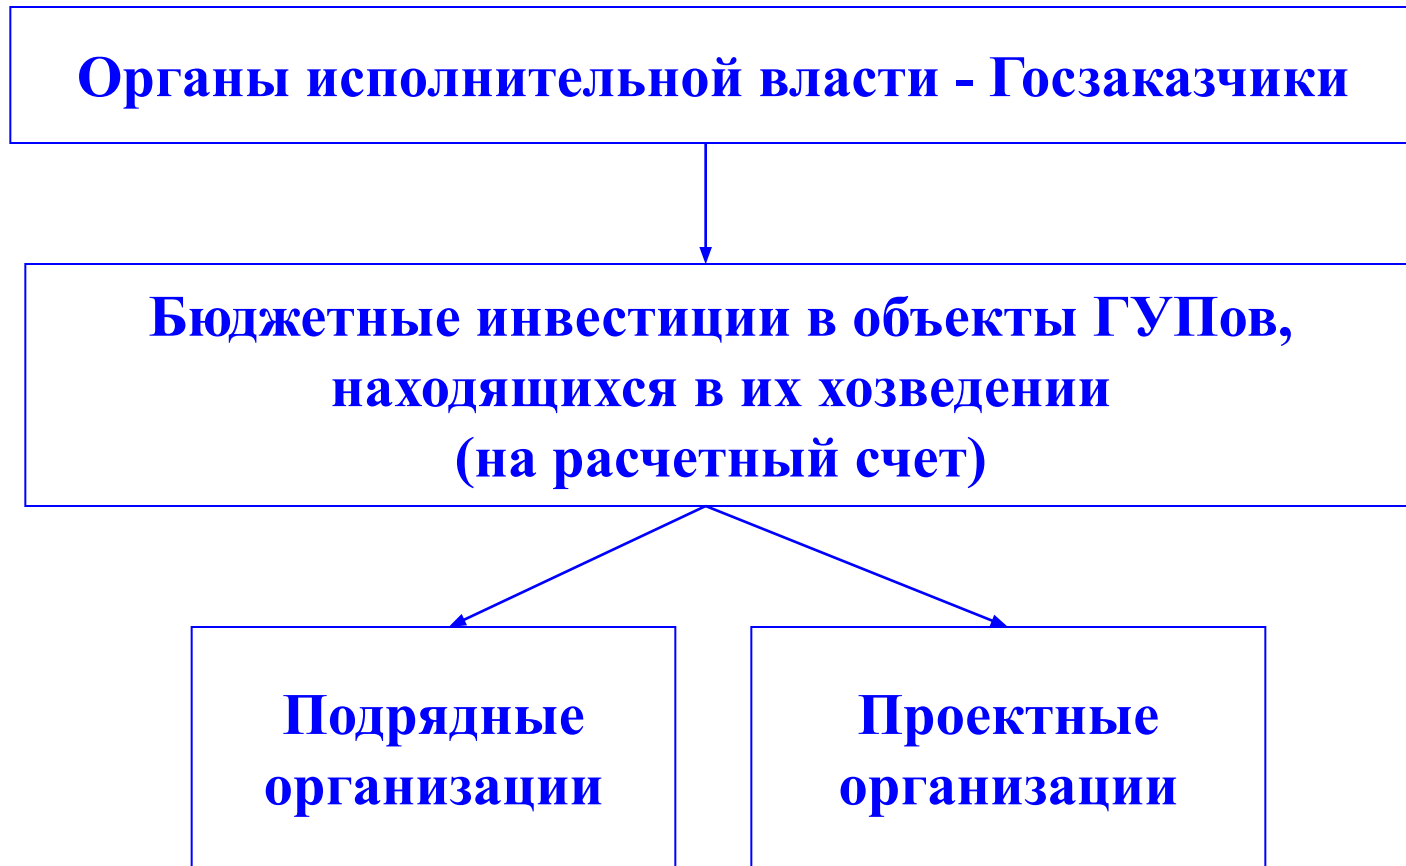 Органы исполнительной власти - Госзаказчики
Бюджетные инвестиции в объекты ГУПов,
находящихся в их хозведении
(на расчетный счет)
Подрядные
организации
Проектные
организации